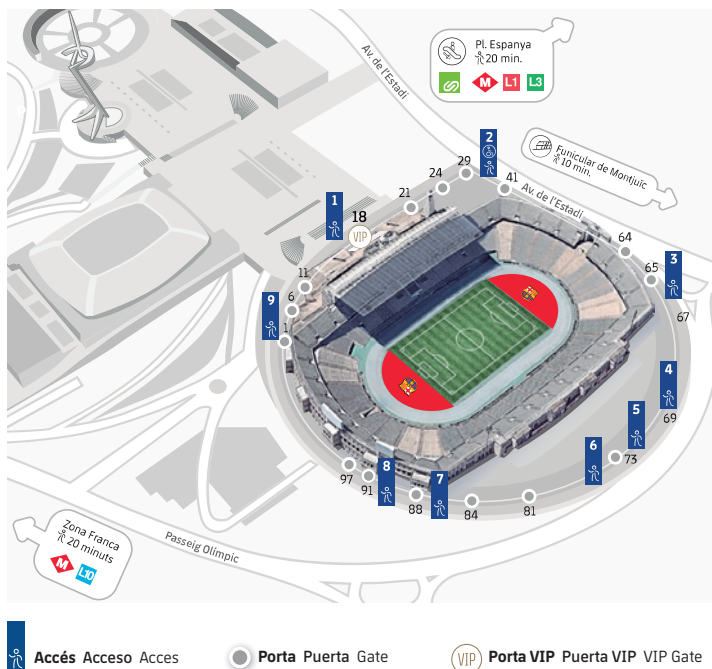 Av. de l'Estadi
Pl. Espanya
20 min.
M L1 L3
Funicular de Montjuïc
10 min.
Av. de l'Estadi
2
29
24
41
21
1
18
VIP
64
3
65
11
9
6
67
1
4
5
69
6
73
8
97
7
91
88
84
81
Zona Franca
20 minuts
M L10
Passeig Olímpic
Accés Acceso Acces
Porta Puerta Gate
VIP Porta VIP Puerta VIP VIP Gate